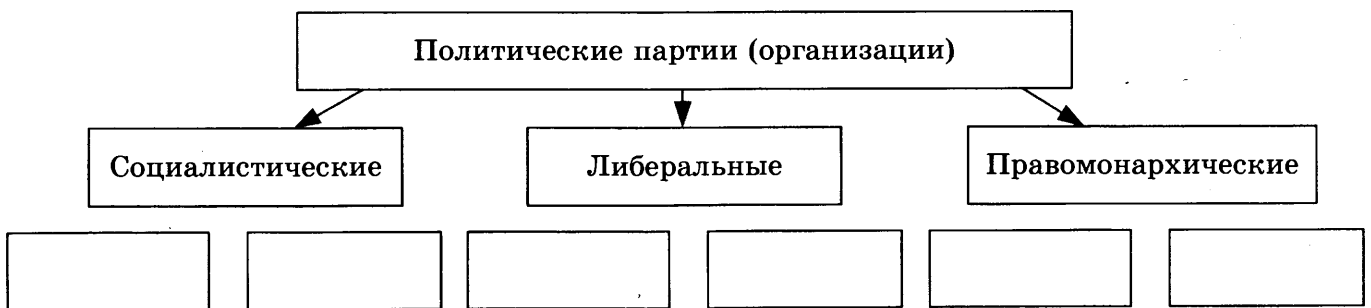 Политические партии (организации)
Социалистические
Либеральные
Правомонархические